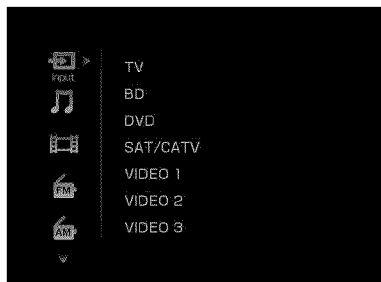 Input
TV
BD
DVD
SAT/CATV
VIDEO 1
VIDEO 2
VIDEO 3
FM
AM